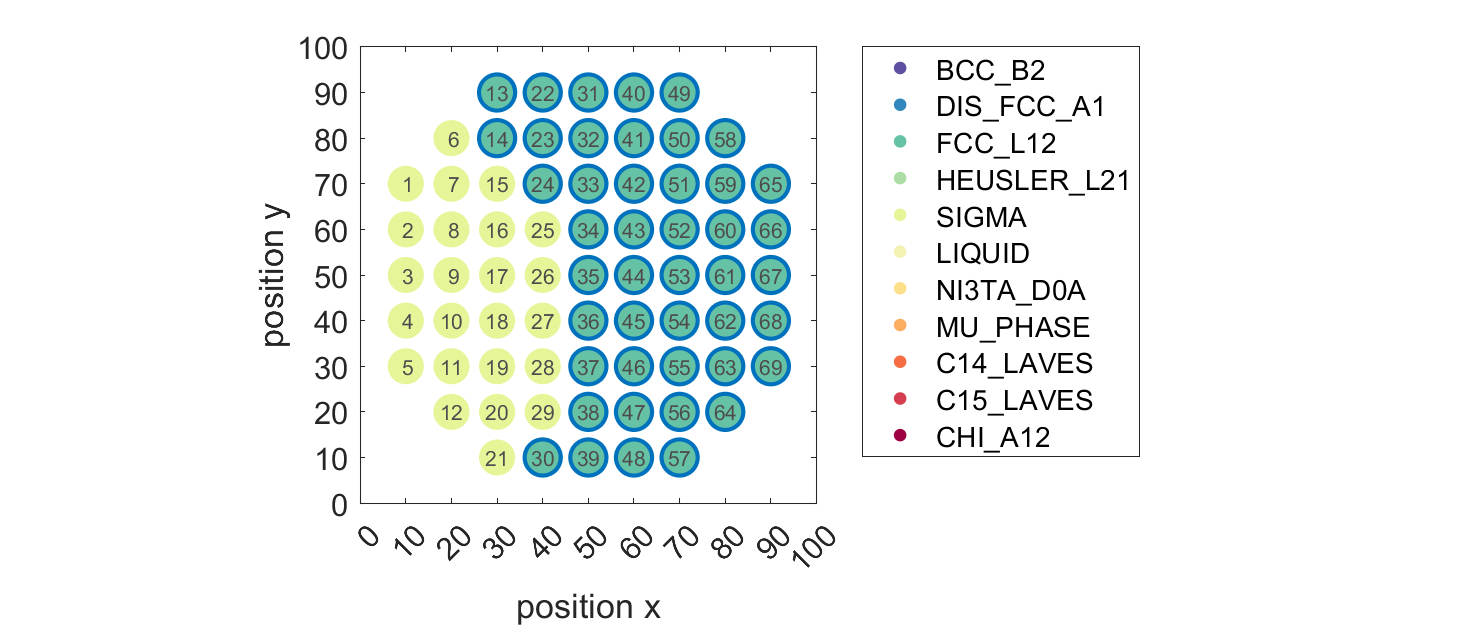 100
90
80
70
60
50
40
30
20
10
0
position y
13 22 31 40 49
6 14 23 32 41 50 58
1 7 15 24 33 42 51 59 65
2 8 16 25 34 43 52 60 66
3 9 17 26 35 44 53 61 67
4 10 18 27 36 45 54 62 68
5 11 19 28 37 46 55 63 69
12 20 29 38 47 56 64
21 30 39 48 57
0 10 20 30 40 50 60 70 80 90 100
position x
BCC_B2
DIS_FCC_A1
FCC_L12
HEUSLER_L21
SIGMA
LIQUID
NI3TA_D0A
MU_PHASE
C14_LAVES
C15_LAVES
CHI_A12